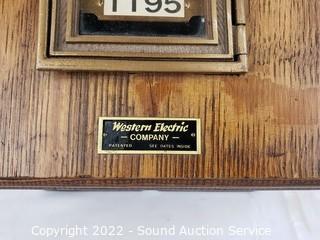 1195
Western Electric
— COMPANY —
PATENTED SEE DATES INSIDE
Copyright 2022 - Sound Auction Service